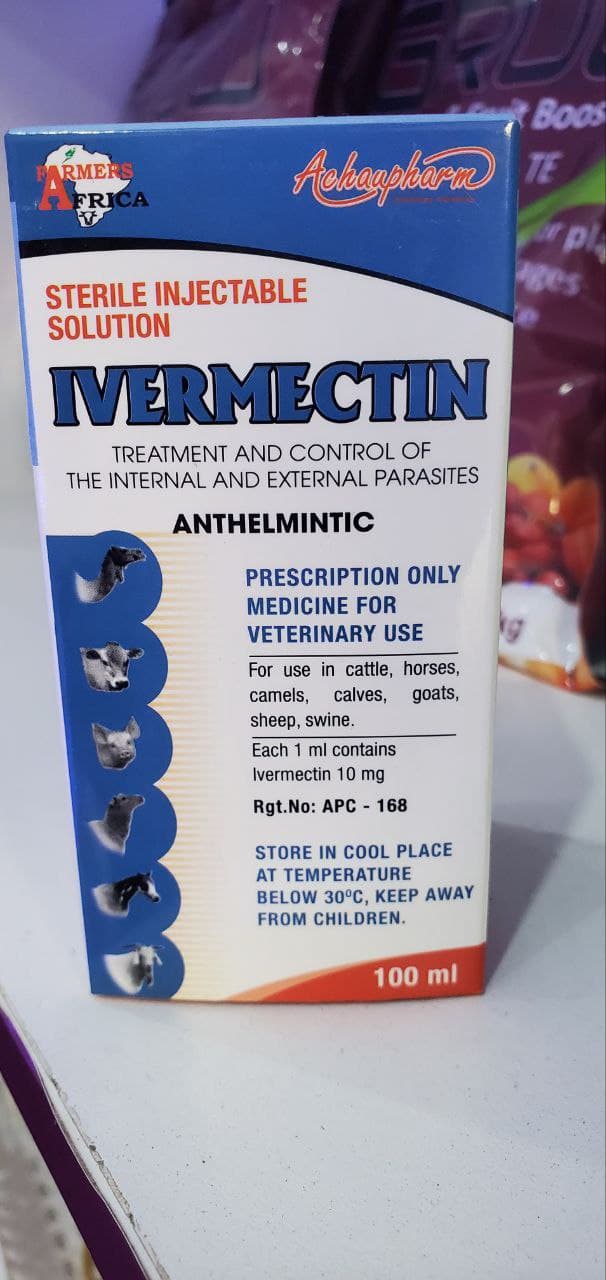 FARMERS
AFRICA
Achaupharm
STERILE INJECTABLE
SOLUTION
IVERMECTIN
TREATMENT AND CONTROL OF
THE INTERNAL AND EXTERNAL PARASITES
ANTHELMINTIC
PRESCRIPTION ONLY
MEDICINE FOR
VETERINARY USE
For use in cattle, horses,
camels, calves, goats,
sheep, swine.
Each 1 ml contains
Ivermectin 10 mg
Rgt.No: APC - 168
STORE IN COOL PLACE
AT TEMPERATURE
BELOW 30ºC, KEEP AWAY
FROM CHILDREN.
100 ml
Boos
TE